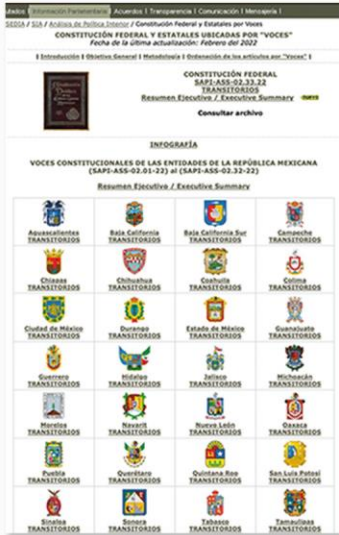 Información Parlamentaria | Acuerdos | Transparencia | Comunicación | Mensajería |
SEDIA / SIA / Análisis de Política Interior / Constitución Federal y Estatales por Voces
CONSTITUCIÓN FEDERAL Y ESTATALES UBICADAS POR "VOCES"
Fecha de la última actualización: Febrero del 2022
| Introducción | Objetivo General | Metodología | Ordenación de los artículos por "Voces" |
CONSTITUCIÓN FEDERAL
SAPI-ASS-02.33.22
TRANSITORIOS
Resumen Ejecutivo / Executive Summary
Consultar archivo
INFOGRAFÍA
VOCES CONSTITUCIONALES DE LAS ENTIDADES DE LA REPÚBLICA MEXICANA
(SAPI-ASS-02.01-22) al (SAPI-ASS-02.32-22)
Resumen Ejecutivo / Executive Summary
Aguascalientes Baja California Baja California Sur Campeche
TRANSITORIOS TRANSITORIOS TRANSITORIOS TRANSITORIOS
Chiapas Chihuahua Coahuila Colima
TRANSITORIOS TRANSITORIOS TRANSITORIOS TRANSITORIOS
Ciudad de México Durango Estado de México Guanajuato
TRANSITORIOS TRANSITORIOS TRANSITORIOS TRANSITORIOS
Guerrero Hidalgo Jalisco Michoacán
TRANSITORIOS TRANSITORIOS TRANSITORIOS TRANSITORIOS
Morelos Nayarit Nuevo León Oaxaca
TRANSITORIOS TRANSITORIOS TRANSITORIOS TRANSITORIOS
Puebla Querétaro Quintana Roo San Luis Potosí
TRANSITORIOS TRANSITORIOS TRANSITORIOS TRANSITORIOS
Sinaloa Sonora Tabasco Tamaulipas
TRANSITORIOS TRANSITORIOS TRANSITORIOS TRANSITORIOS